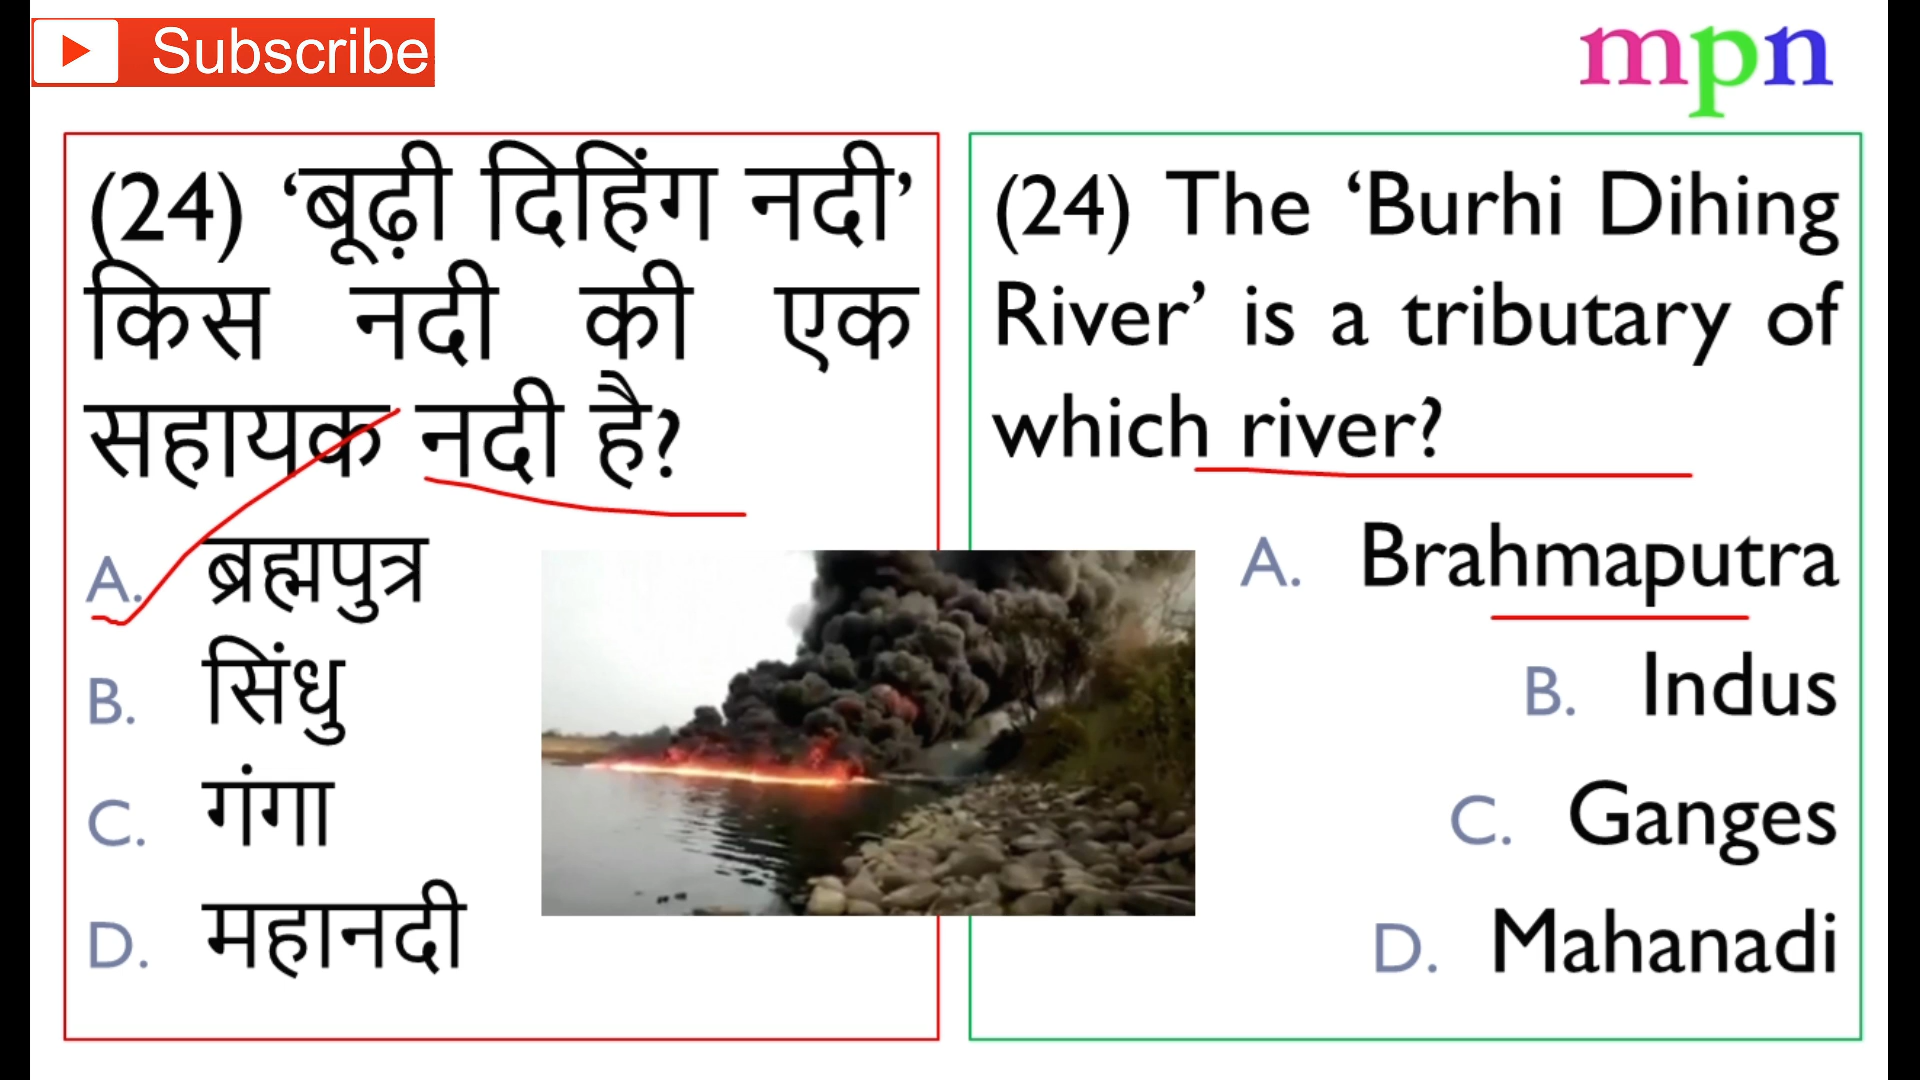 Subscribe
mpn
(24) ‘बूढ़ी दिहिंग नदी’
किस नदी की एक
सहायक नदी है?
A. ब्रह्मपुत्र
B. सिंधु
C. गंगा
D. महानदी
(24) The ‘Burhi Dihing
River’ is a tributary of
which river?
A. Brahmaputra
B. Indus
C. Ganges
D. Mahanadi